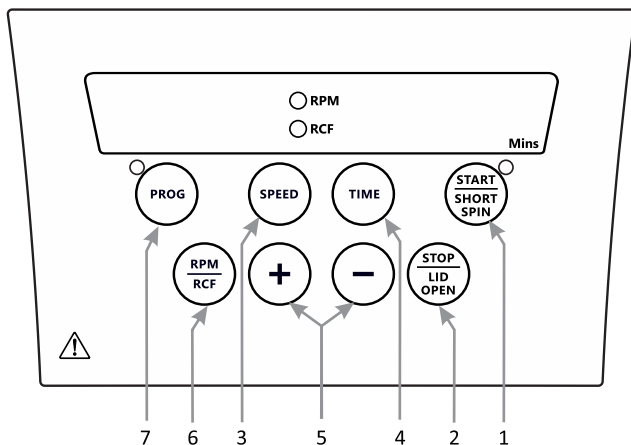 RPM
RCF
Mins
PROG
SPEED
TIME
START
SHORT
SPIN
RPM
RCF
+
−
STOP
LID
OPEN
7
6
3
5
4
2
1